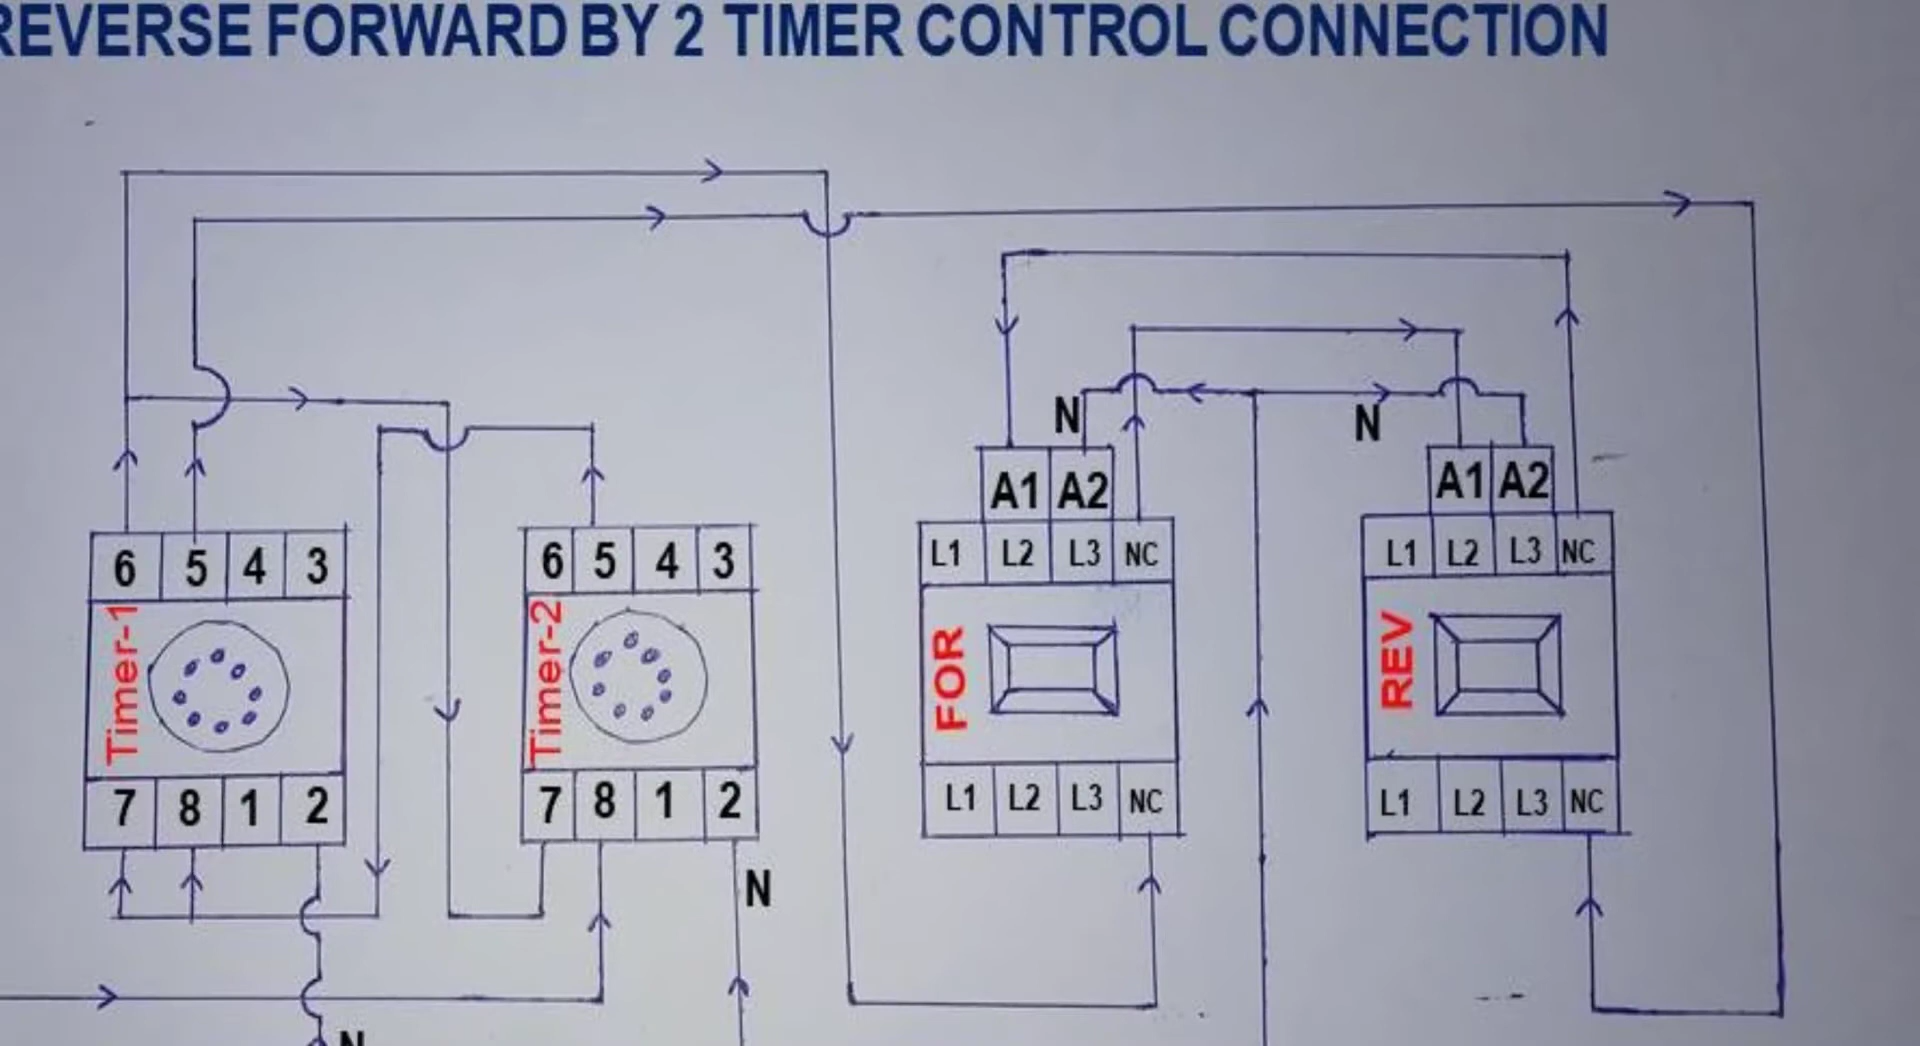 REVERSE FORWARD BY 2 TIMER CONTROL CONNECTION
N
N
A1 A2
A1 A2
6 5 4 3
6 5 4 3
L1 L2 L3 NC
L1 L2 L3 NC
Timer-1
Timer-2
FOR
REV
7 8 1 2
7 8 1 2
L1 L2 L3 NC
L1 L2 L3 NC
N
N